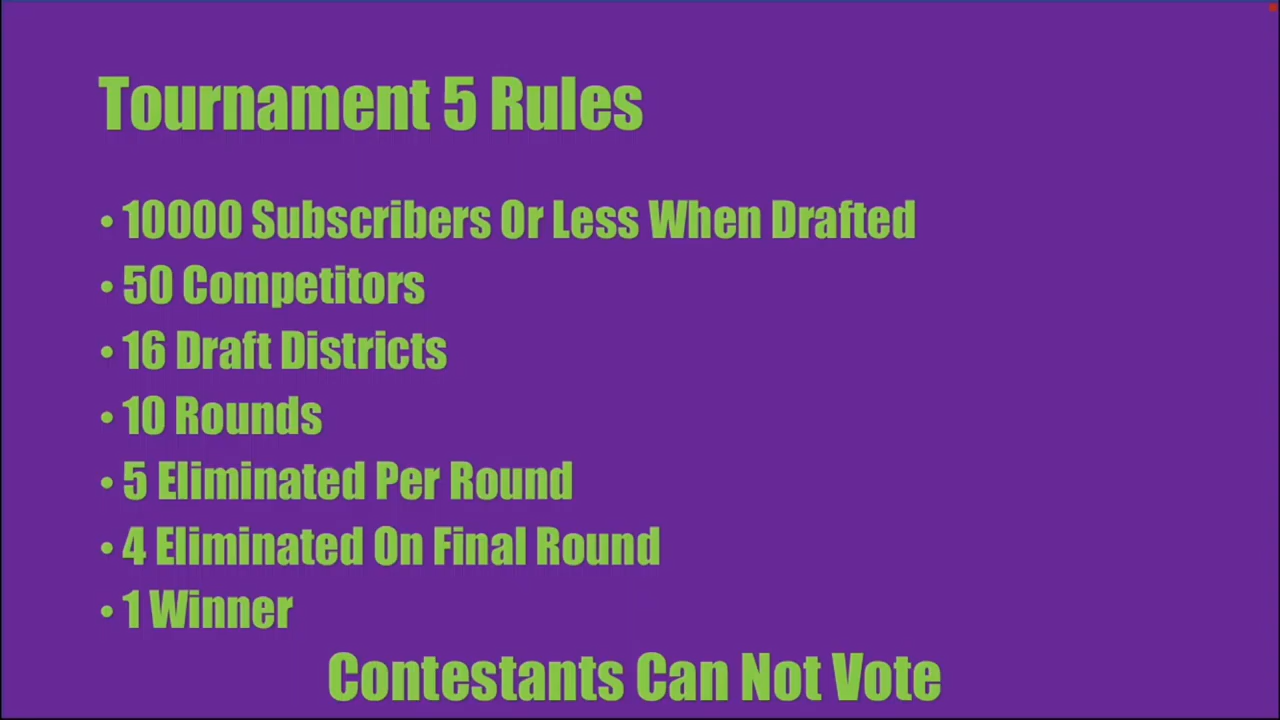 Tournament 5 Rules
• 10000 Subscribers Or Less When Drafted
• 50 Competitors
• 16 Draft Districts
• 10 Rounds
• 5 Eliminated Per Round
• 4 Eliminated On Final Round
• 1 Winner
Contestants Can Not Vote